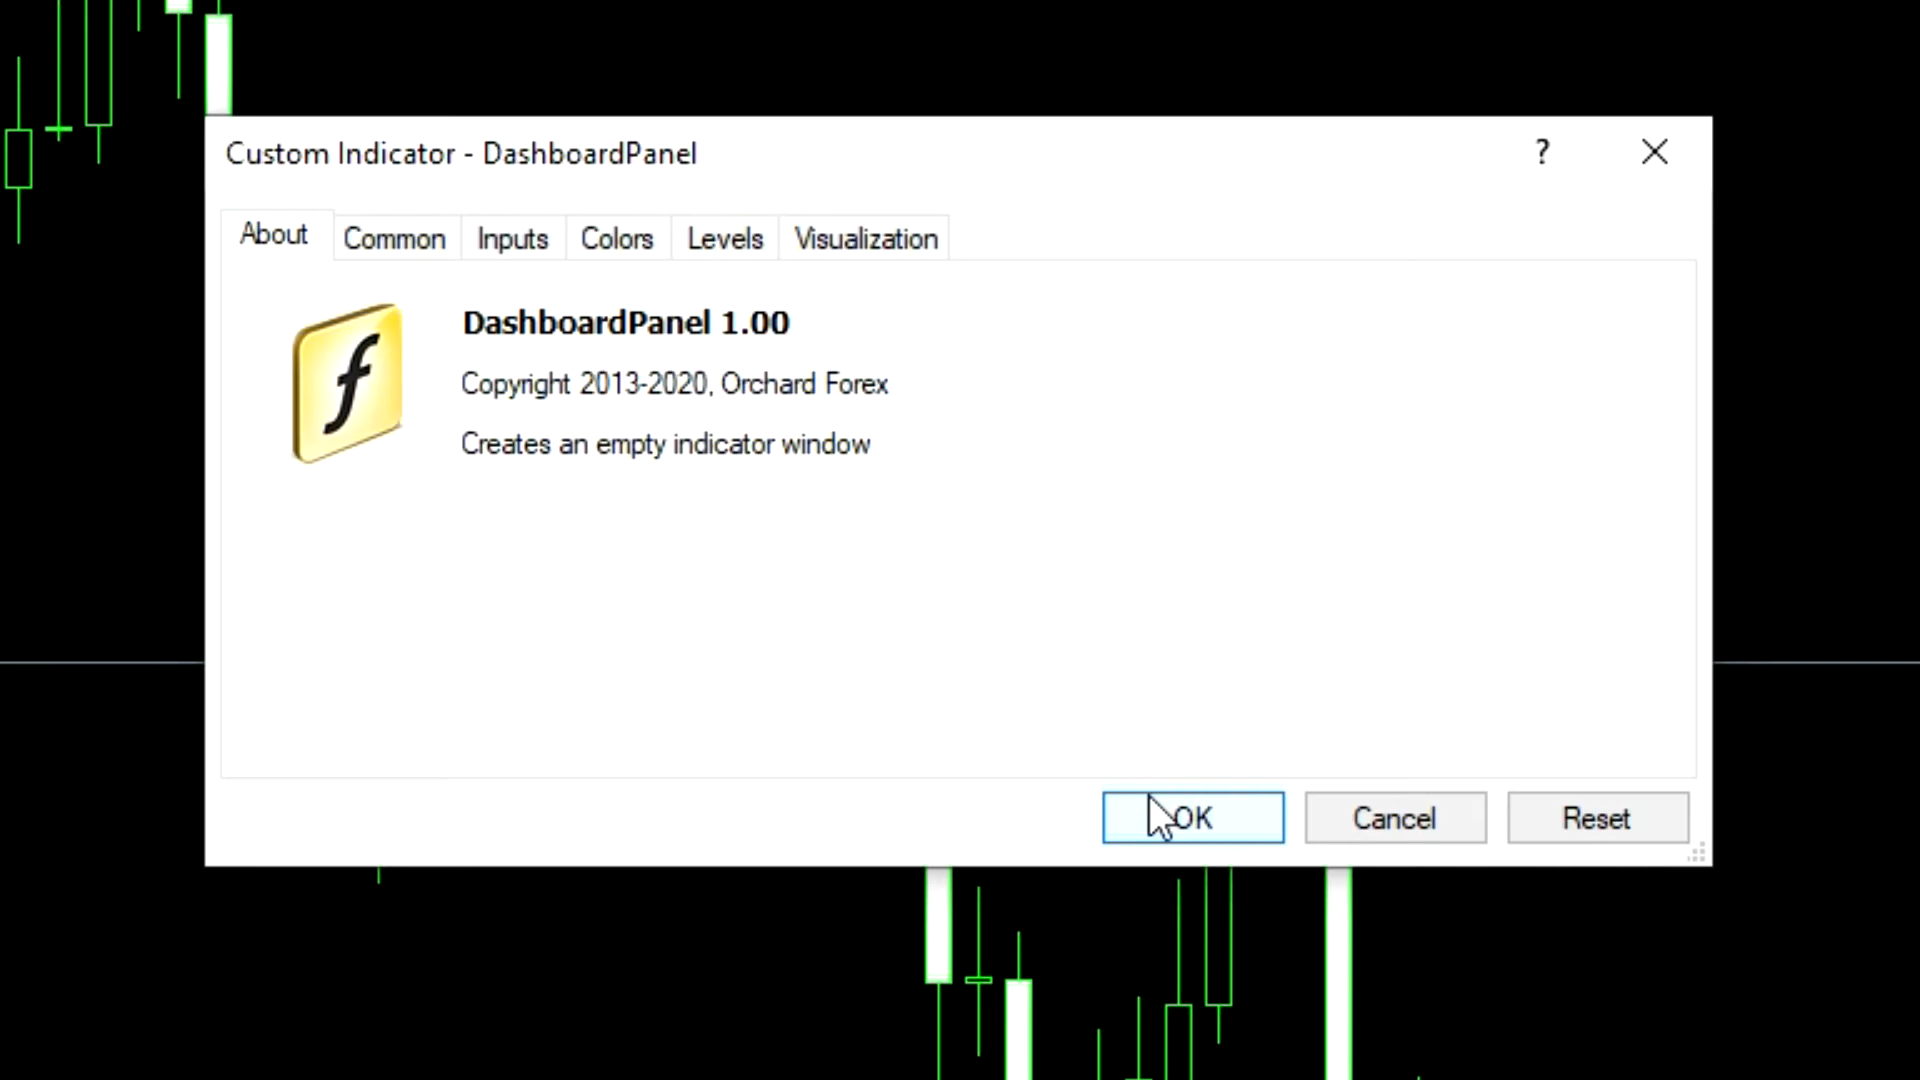 Custom Indicator - DashboardPanel
?
About
Common
Inputs
Colors
Levels
Visualization
f
DashboardPanel 1.00
Copyright 2013-2020, Orchard Forex
Creates an empty indicator window
OK
Cancel
Reset